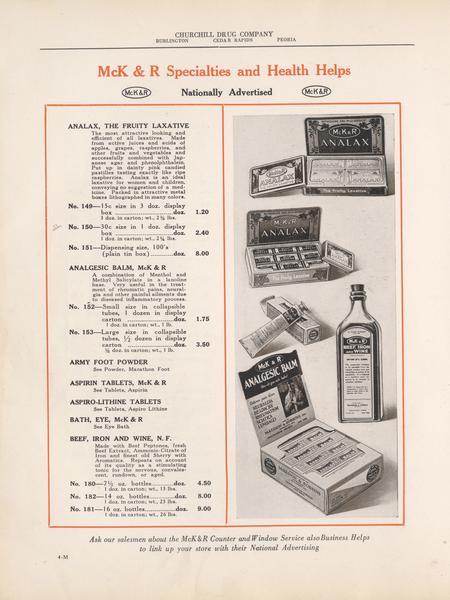 CHURCHILL DRUG COMPANY
BURLINGTON CEDAR RAPIDS PEORIA
McK & R Specialties and Health Helps
McK&R Nationally Advertised McK&R
ANALAX, THE FRUITY LAXATIVE
The most attractive looking and
efficient of all laxatives. Made
from active juices and acids of
apples, grapes, raspberries, and
other fruits and vegetables and
successfully combined with Jap-
anese agar and phenolphthalein.
Put up in dainty pink candied
pastilles tasting exactly like ripe
raspberries. Analax is an ideal
laxative for women and children,
conveying no suggestion of a med-
icine. Packed in attractive metal
boxes lithographed in many colors.
No. 149—15c size in 3 doz. display
box doz. 1.20
3 doz. in carton; wt., 2¾ lbs.
No. 150—30c size in 1 doz. display
box doz. 2.40
1 doz. in carton; wt., 2¼ lbs.
No. 151—Dispensing size, 100's
(plain tin box) doz. 8.00
ANALGESIC BALM, McK & R
A combination of Menthol and
Methyl Salicylate in a lanoline
base. Very useful in the treat-
ment of rheumatic pains, neural-
gia and other painful ailments due
to diseased inflammatory process.
No. 152—Small size in collapsible
tubes, 1 dozen in display
carton doz. 1.75
1 doz. in carton; wt., 1 lb.
No. 153—Large size in collapsible
tubes, ½ dozen in display
carton doz. 3.50
½ doz. in carton; wt., 1 lb.
ARMY FOOT POWDER
See Powder, Marathon Foot
ASPIRIN TABLETS, McK & R
See Tablets, Aspirin
ASPIRO-LITHINE TABLETS
See Tablets, Aspiro Lithine
BATH, EYE, McK & R
See Eye Bath
BEEF, IRON AND WINE, N. F.
Made with Beef Peptones, fresh
Beef Extract, Ammonio-Citrate of
Iron and finest old Sherry with
Aromatics. Repeats on account
of its quality as a stimulating
tonic for the nervous, convales-
cent, rundown, or aged.
No. 180—7½ oz. bottles doz. 4.50
1 doz. in carton; wt., 13 lbs.
No. 182—14 oz. bottles doz. 8.00
1 doz. in carton; wt., 23 lbs.
No. 181—16 oz. bottles doz. 9.00
1 doz. in carton; wt., 26 lbs.
McK&R
ANALAX
ANALAX
The Fruity Laxative
McK & R
ANALAX
The Fruity Laxative
McK&R
BEEF, IRON
AND WINE
McK & R
ANALGESIC BALM
Ask our salesmen about the McK&R Counter and Window Service also Business Helps
to link up your store with their National Advertising
4-M